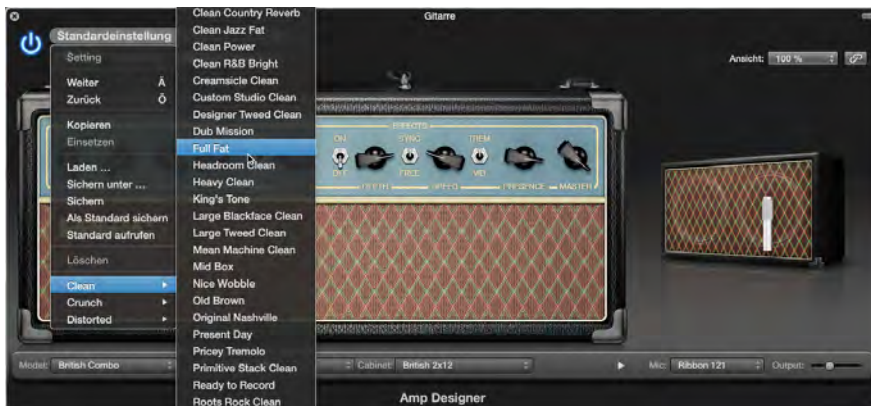 Gitarre
Standardeinstellung
Ansicht: 100 %
Setting
Weiter Ä
Zurück Ö
Kopieren
Einsetzen
Laden ...
Sichern unter ...
Sichern
Als Standard sichern
Standard aufrufen
Löschen
Clean
Crunch
Distorted
Clean Country Reverb
Clean Jazz Fat
Clean Power
Clean R&B Bright
Creamsicle Clean
Custom Studio Clean
Designer Tweed Clean
Dub Mission
Full Fat
Headroom Clean
Heavy Clean
King's Tone
Large Blackface Clean
Large Tweed Clean
Mean Machine Clean
Mid Box
Nice Wobble
Old Brown
Original Nashville
Present Day
Pricey Tremolo
Primitive Stack Clean
Ready to Record
Roots Rock Clean
EFFECTS
ON SYNC TREM
OFF FREE VIB
DEPTH SPEED PRESENCE MASTER
Model: British Combo Cabinet: British 2x12 Mic: Ribbon 121 Output:
Amp Designer